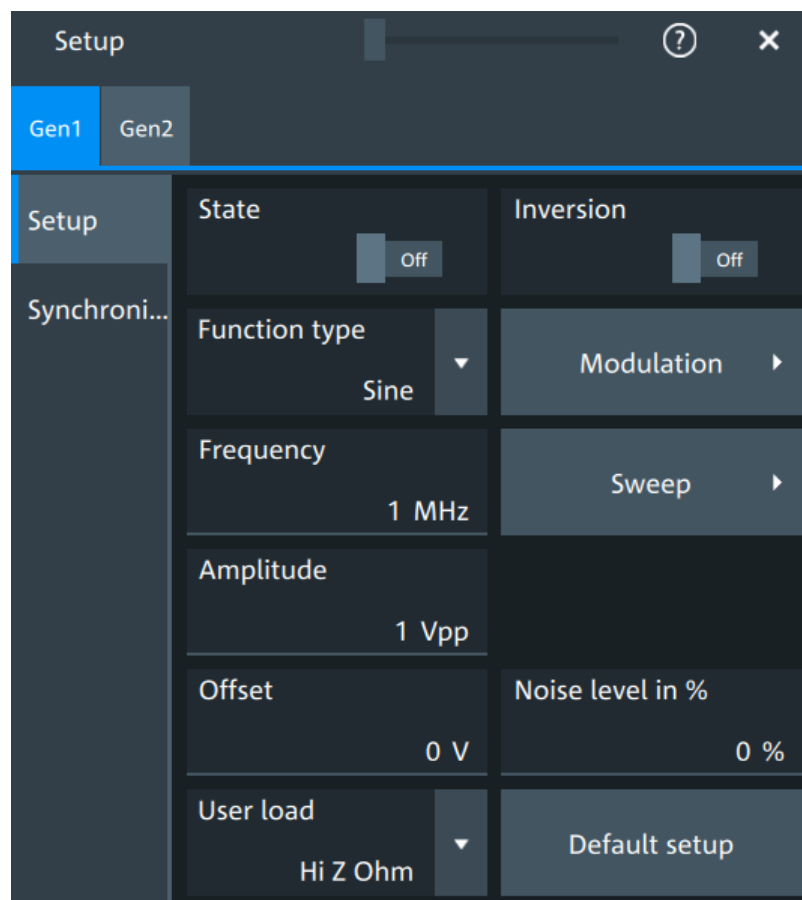 Setup ?
Gen1 Gen2
Setup
Synchroni...
State
Off
Inversion
Off
Function type
Sine
Modulation
Frequency
1 MHz
Sweep
Amplitude
1 Vpp
Offset
0 V
Noise level in %
0 %
User load
Hi Z Ohm
Default setup